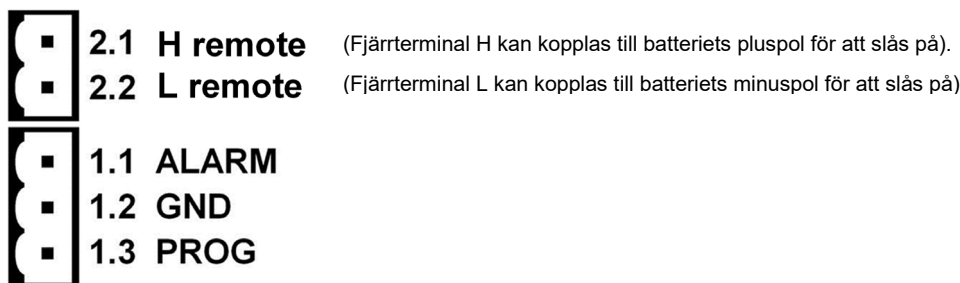 2.1 H remote (Fjärrterminal H kan kopplas till batteriets pluspol för att slås på).
2.2 L remote (Fjärrterminal L kan kopplas till batteriets minuspol för att slås på)
1.1 ALARM
1.2 GND
1.3 PROG